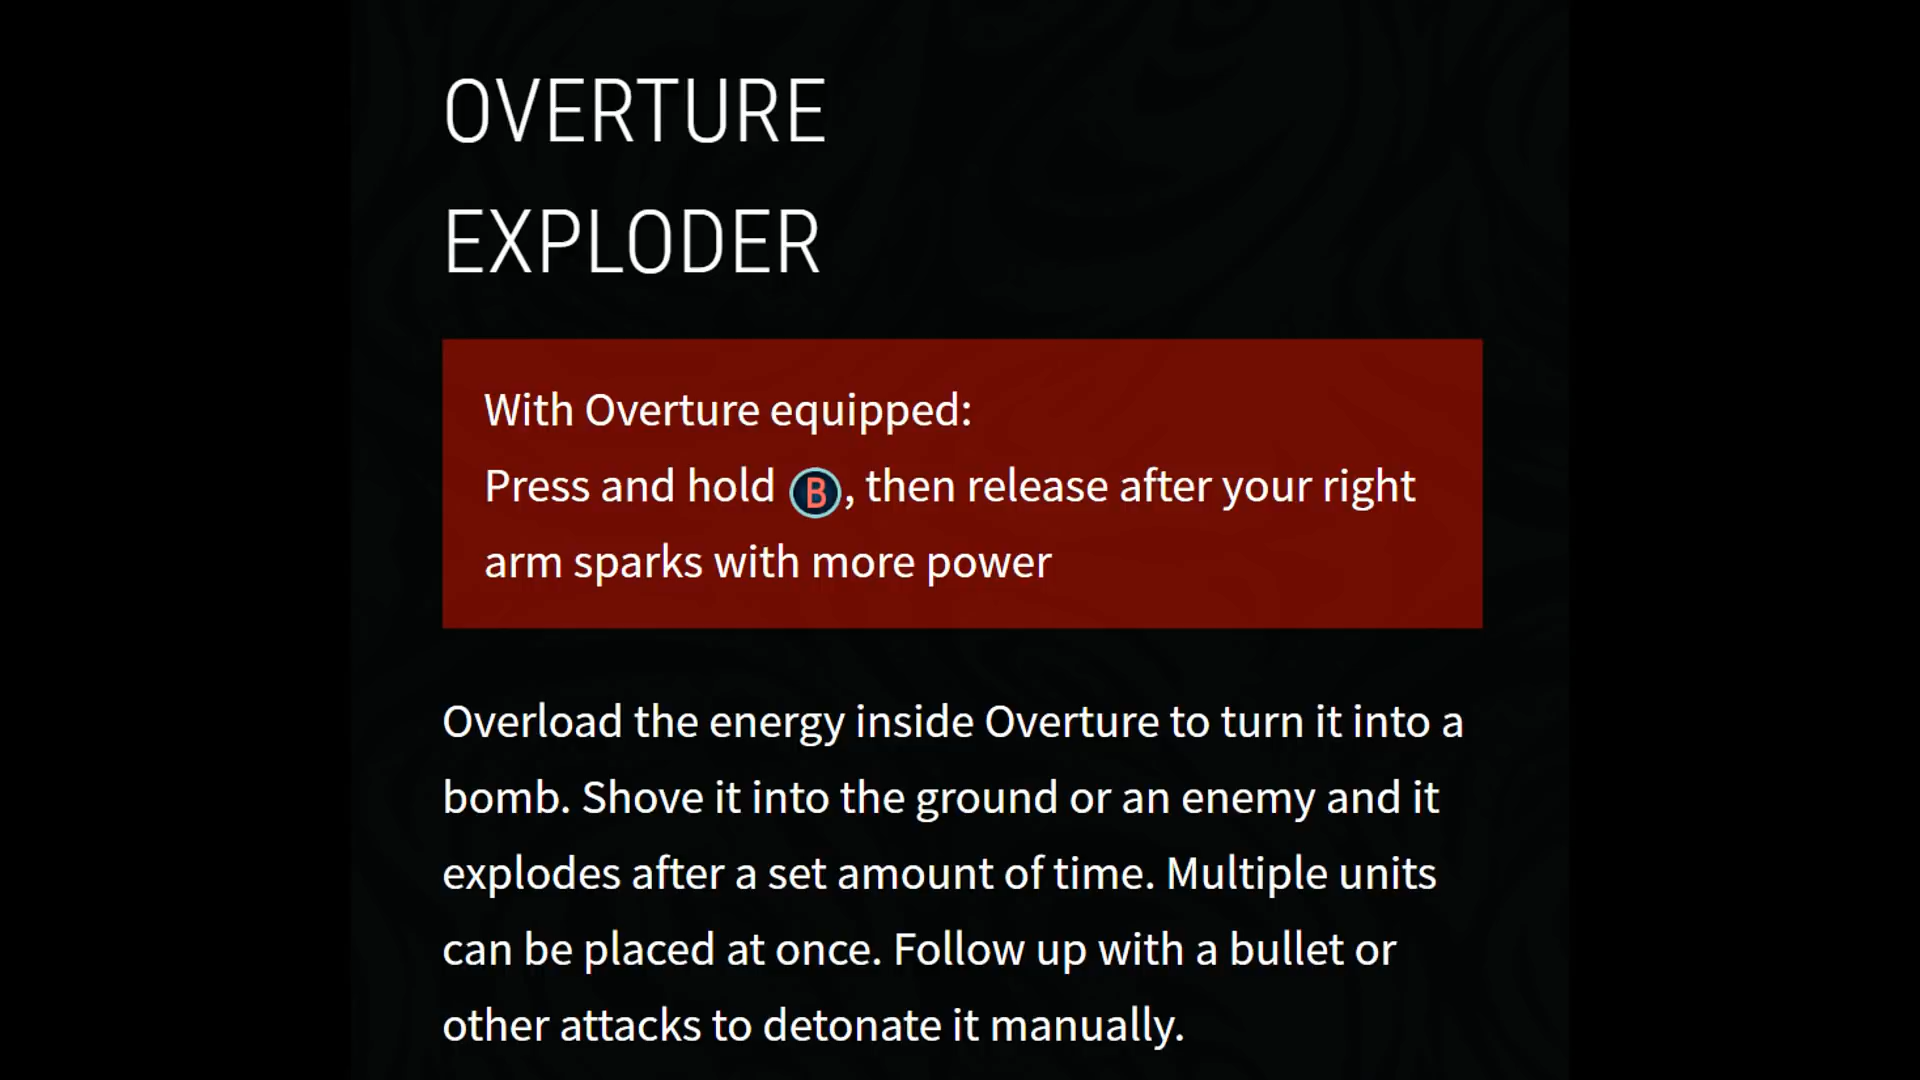 OVERTURE
EXPLODER
With Overture equipped:
Press and hold B, then release after your right
arm sparks with more power
Overload the energy inside Overture to turn it into a
bomb. Shove it into the ground or an enemy and it
explodes after a set amount of time. Multiple units
can be placed at once. Follow up with a bullet or
other attacks to detonate it manually.